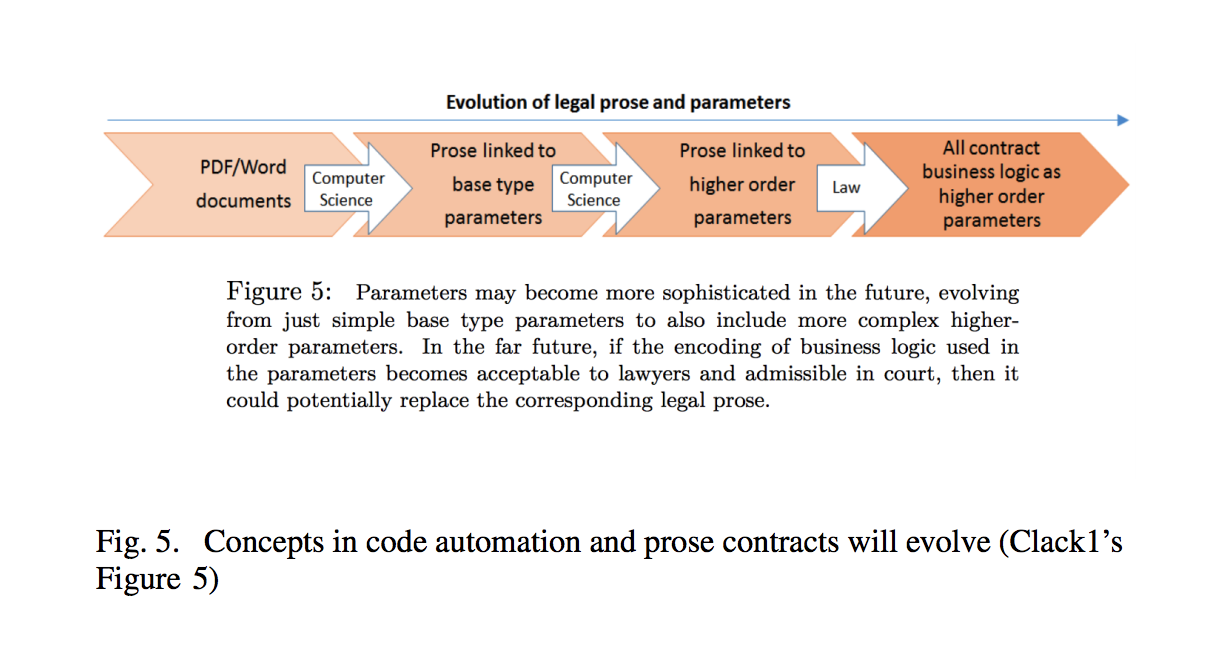 Evolution of legal prose and parameters
PDF/Word
documents
Computer
Science
Prose linked to
base type
parameters
Computer
Science
Prose linked to
higher order
parameters
Law
All contract
business logic as
higher order
parameters
Figure 5: Parameters may become more sophisticated in the future, evolving
from just simple base type parameters to also include more complex higher-
order parameters. In the far future, if the encoding of business logic used in
the parameters becomes acceptable to lawyers and admissible in court, then it
could potentially replace the corresponding legal prose.
Fig. 5. Concepts in code automation and prose contracts will evolve (Clack1's
Figure 5)